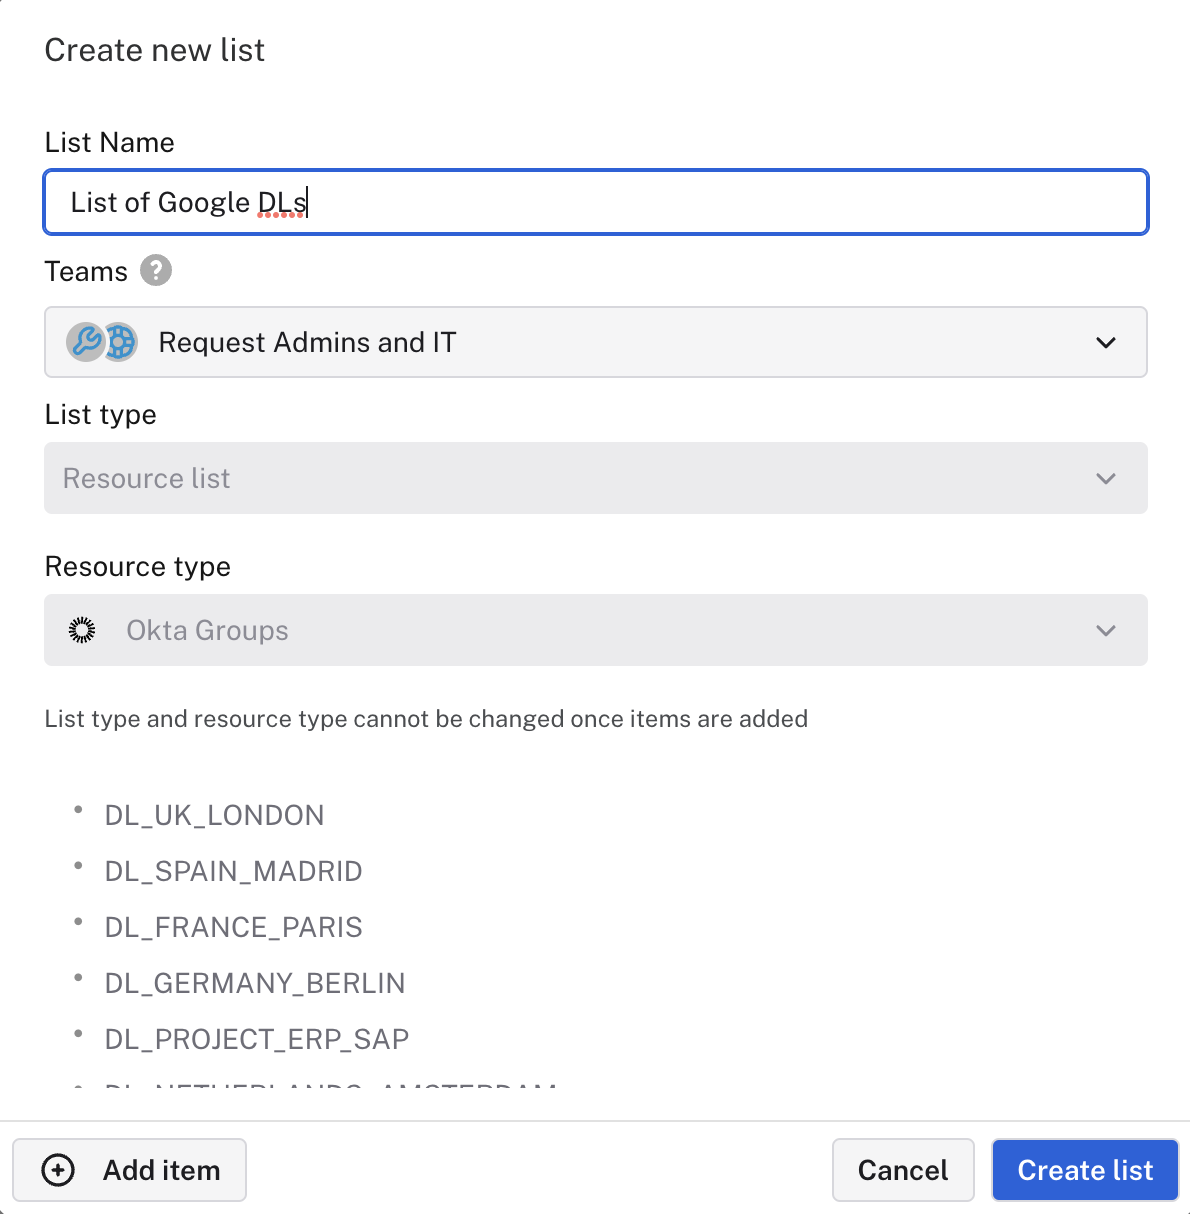 Create new list
List Name
List of Google DLs
Teams ?
Request Admins and IT
List type
Resource list
Resource type
Okta Groups
List type and resource type cannot be changed once items are added
• DL_UK_LONDON
• DL_SPAIN_MADRID
• DL_FRANCE_PARIS
• DL_GERMANY_BERLIN
• DL_PROJECT_ERP_SAP
• DL_NETHERLANDS_AMSTERDAM
Add item
Cancel
Create list